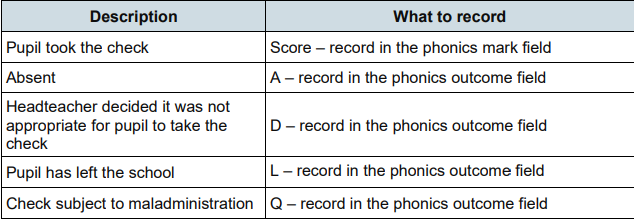 Description What to record
Pupil took the check Score – record in the phonics mark field
Absent A – record in the phonics outcome field
Headteacher decided it was not
appropriate for pupil to take the
check
D – record in the phonics outcome field
Pupil has left the school L – record in the phonics outcome field
Check subject to maladministration Q – record in the phonics outcome field